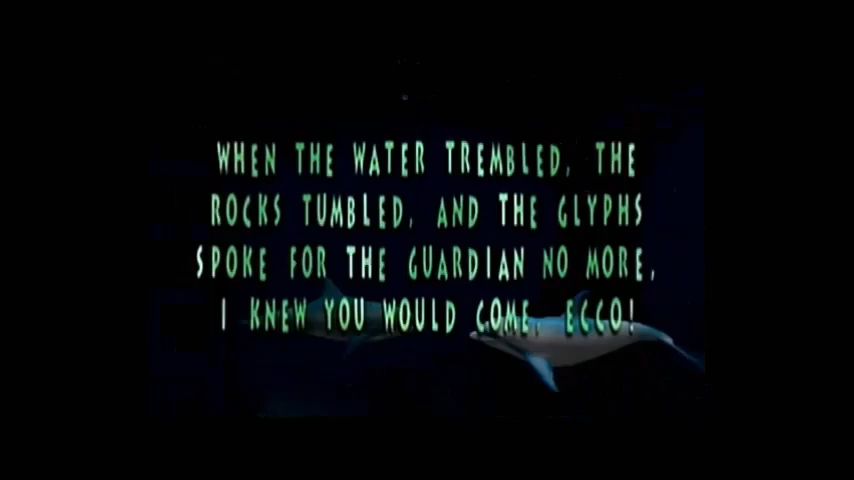 WHEN THE WATER TREMBLED, THE
ROCKS TUMBLED, AND THE GLYPHS
SPOKE FOR THE GUARDIAN NO MORE,
I KNEW YOU WOULD COME, ECCO!